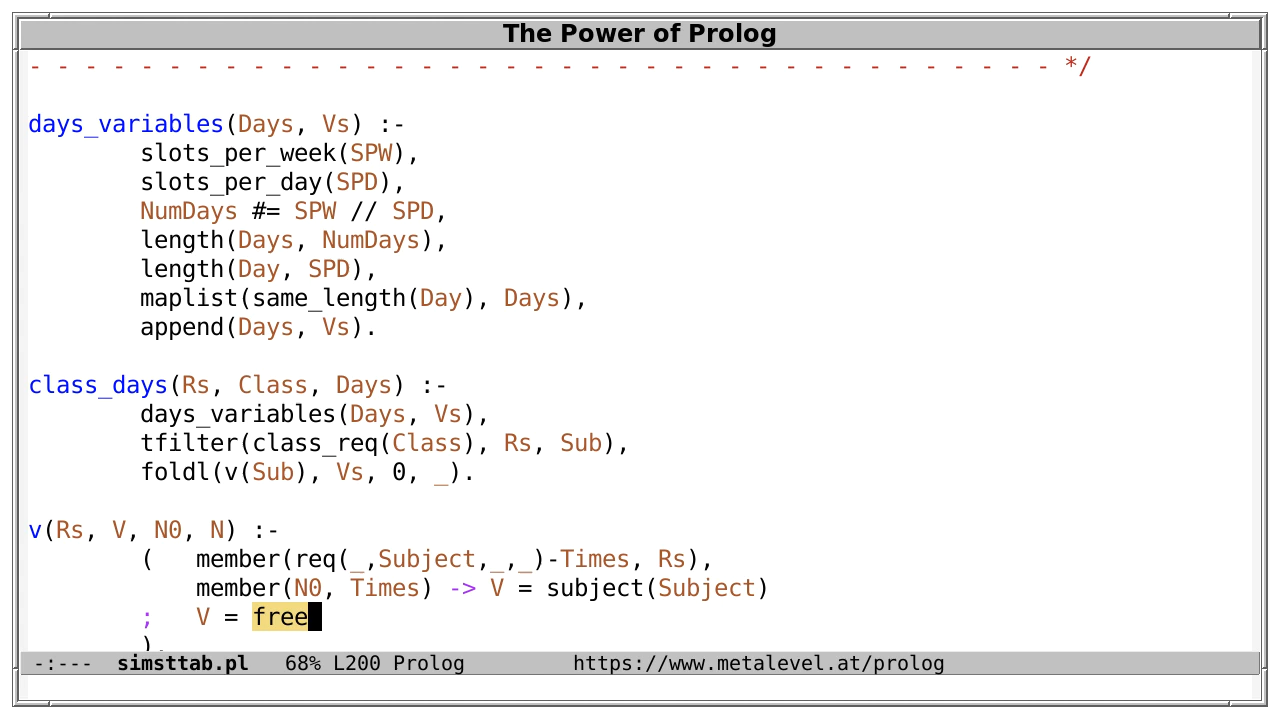 The Power of Prolog
- - - - - - - - - - - - - - - - - - - - - - - - - - - - - - - - - - - - - */

days_variables(Days, Vs) :-
        slots_per_week(SPW),
        slots_per_day(SPD),
        NumDays #= SPW // SPD,
        length(Days, NumDays),
        length(Day, SPD),
        maplist(same_length(Day), Days),
        append(Days, Vs).

class_days(Rs, Class, Days) :-
        days_variables(Days, Vs),
        tfilter(class_req(Class), Rs, Sub),
        foldl(v(Sub), Vs, 0, _).

v(Rs, V, N0, N) :-
        (   member(req(_,Subject,_,_)-Times, Rs),
            member(N0, Times) -> V = subject(Subject)
        ;   V = free
        ),
-:---  simsttab.pl   68% L200 Prolog        https://www.metalevel.at/prolog